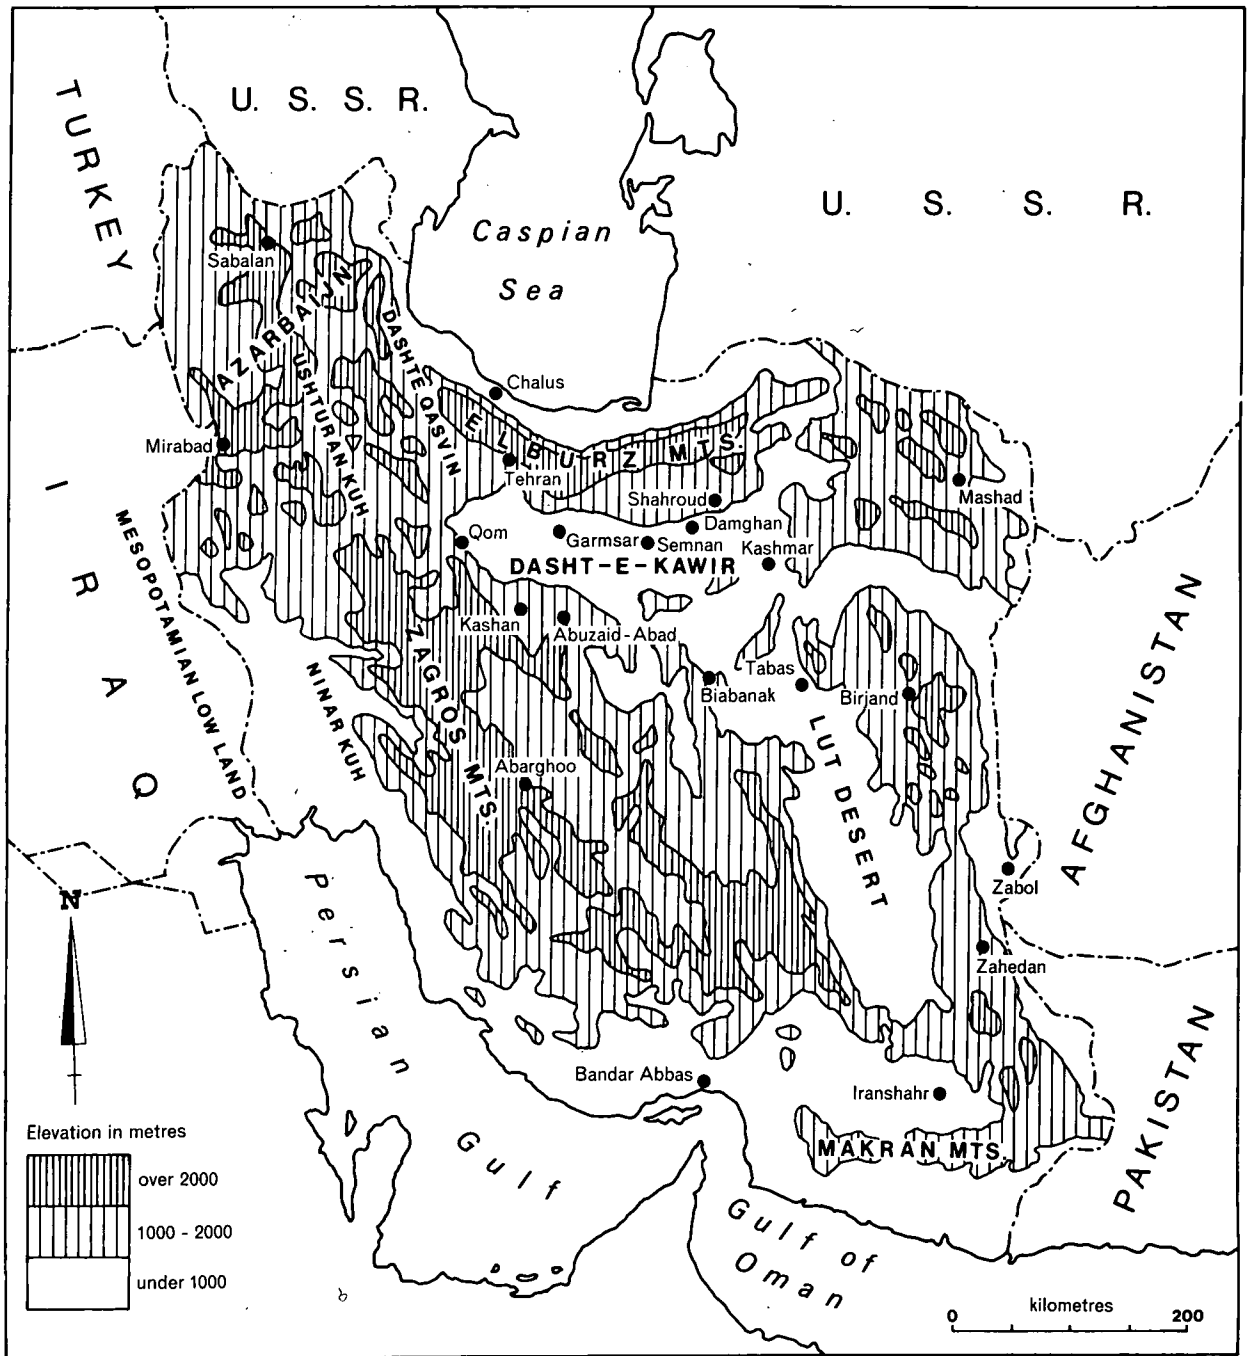 TURKEY
U. S. S. R.
U. S. S. R.
Caspian
Sea
Sabalan
AZARBAIJN
DASHTE QASVIN
USHTURAN KUH
Chalus
ELBURZ MTS.
Mirabad
Tehran
Shahroud
Mashad
IRAQ
MESOPOTAMIAN LOW LAND
Qom
Garmsar
Semnan
Damghan
Kashmar
DASHT-E-KAWIR
Kashan
Abuzaid-Abad
ZAGROS MTS.
NINAR KUH
Tabas
Biabanak
Birjand
LUT DESERT
AFGHANISTAN
Abarghoo
Zabol
N
Persian Gulf
Zahedan
PAKISTAN
Bandar Abbas
Iranshahr
MAKRAN MTS
Gulf of
Oman
Elevation in metres
over 2000
1000 - 2000
under 1000
kilometres
0 200